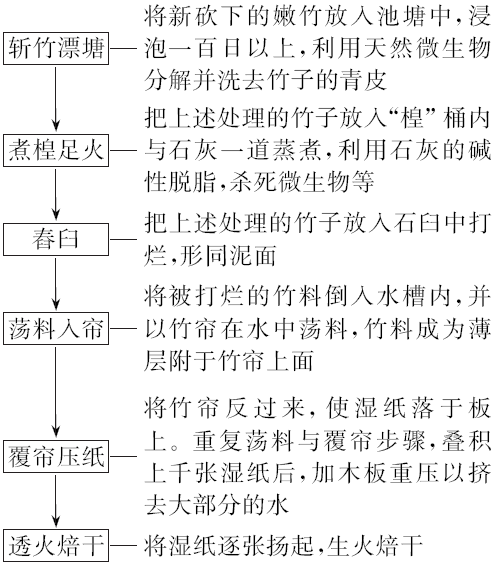 斩竹漂塘
将新砍下的嫩竹放入池塘中,浸
泡一百日以上,利用天然微生物
分解并洗去竹子的青皮
煮楻足火
把上述处理的竹子放入“楻”桶内
与石灰一道蒸煮,利用石灰的碱
性脱脂,杀死微生物等
舂臼
把上述处理的竹子放入石臼中打
烂,形同泥面
荡料入帘
将被打烂的竹料倒入水槽内,并
以竹帘在水中荡料,竹料成为薄
层附于竹帘上面
覆帘压纸
将竹帘反过来,使湿纸落于板
上。重复荡料与覆帘步骤,叠积
上千张湿纸后,加木板重压以挤
去大部分的水
透火焙干
将湿纸逐张扬起,生火焙干